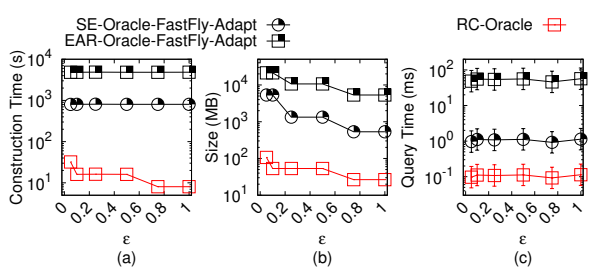 SE-Oracle-FastFly-Adapt
EAR-Oracle-FastFly-Adapt
RC-Oracle
Construction Time (s)
10^4
10^3
10^2
10^1
0
0.2
0.4
0.6
0.8
1
ε
(a)
Size (MB)
10^4
10^3
10^2
10^1
0
0.2
0.4
0.6
0.8
1
ε
(b)
Query Time (ms)
10^2
10^1
10^0
10^-1
0
0.2
0.4
0.6
0.8
1
ε
(c)